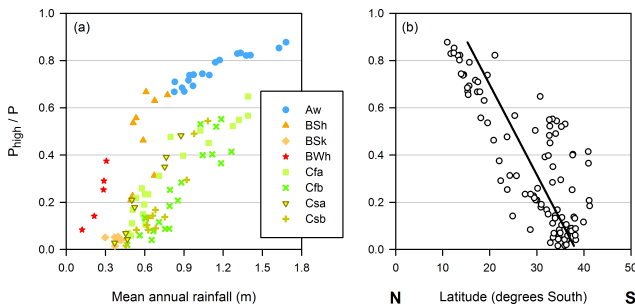 (a)
(b)
P_high / P
1.0
0.8
0.6
0.4
0.2
0.0
0.0 0.3 0.6 0.9 1.2 1.5 1.8
Mean annual rainfall (m)
Aw
BSh
BSk
BWh
Cfa
Cfb
Csa
Csb
1.0
0.8
0.6
0.4
0.2
0.0
0 10 20 30 40 50
N Latitude (degrees South) S